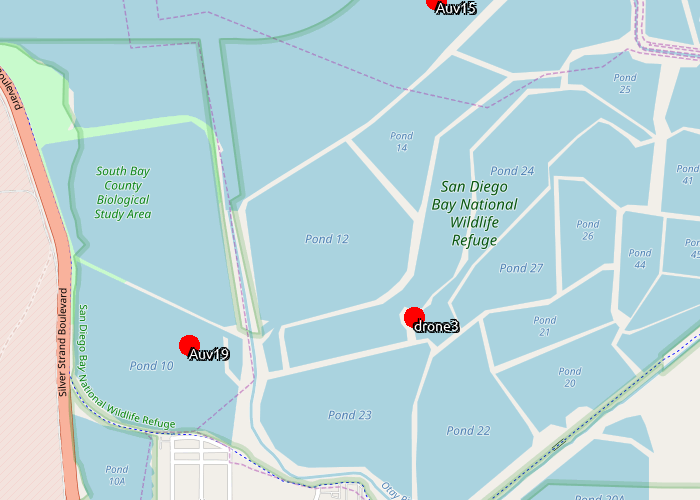 Auv15
Boulevard
Pond
25
Pond
14
South Bay
County
Biological
Study Area
Pond 24
Pond
41
San Diego
Bay National
Wildlife
Refuge
Pond 12
Pond
26
Pond
44
Pond 27
Silver Strand Boulevard
San Diego Bay National Wildlife Refuge
drone3
Pond
21
Auv19
Pond 10
Pond
20
Pond 23
Pond 22
Pond
10A
Otay
Pond 20A